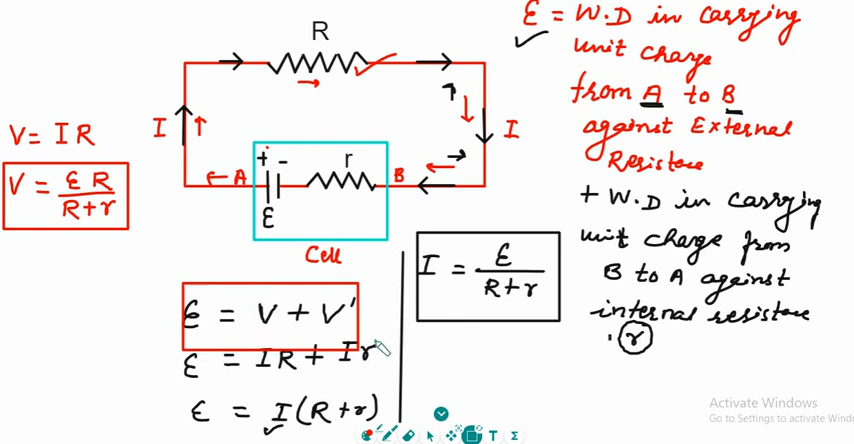 R
I
I
+ -
r
A
B
Ɛ
Cell
V = IR
V = ƐR / R+r
Ɛ = V + V'
Ɛ = IR + Ir
Ɛ = I(R+r)
I = Ɛ / R+r
Ɛ = W.D in carrying
unit charge
from A to B
against External
Resistance
+ W.D in carrying
unit charge from
B to A against
internal resistance
r
Activate Windows
Go to Settings to activate Windows.
T Σ